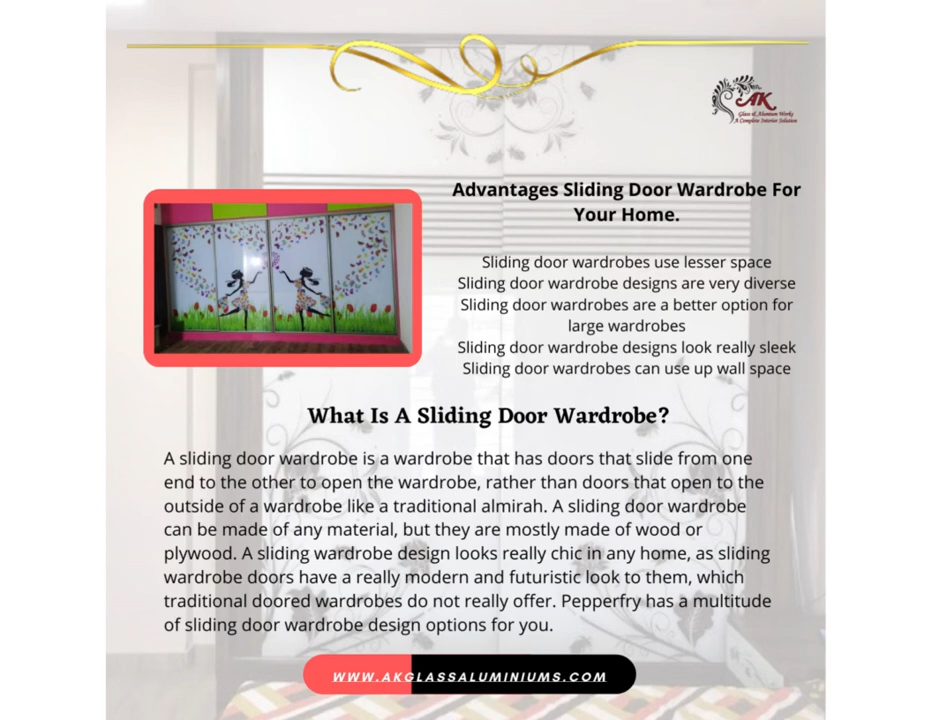 AK
Glass & Alumium Works
A Complete Interior Solution
Advantages Sliding Door Wardrobe For
Your Home.
Sliding door wardrobes use lesser space
Sliding door wardrobe designs are very diverse
Sliding door wardrobes are a better option for
large wardrobes
Sliding door wardrobe designs look really sleek
Sliding door wardrobes can use up wall space
What Is A Sliding Door Wardrobe?
A sliding door wardrobe is a wardrobe that has doors that slide from one
end to the other to open the wardrobe, rather than doors that open to the
outside of a wardrobe like a traditional almirah. A sliding door wardrobe
can be made of any material, but they are mostly made of wood or
plywood. A sliding wardrobe design looks really chic in any home, as sliding
wardrobe doors have a really modern and futuristic look to them, which
traditional doored wardrobes do not really offer. Pepperfry has a multitude
of sliding door wardrobe design options for you.
WWW.AKGLASSALUMINIUMS.COM